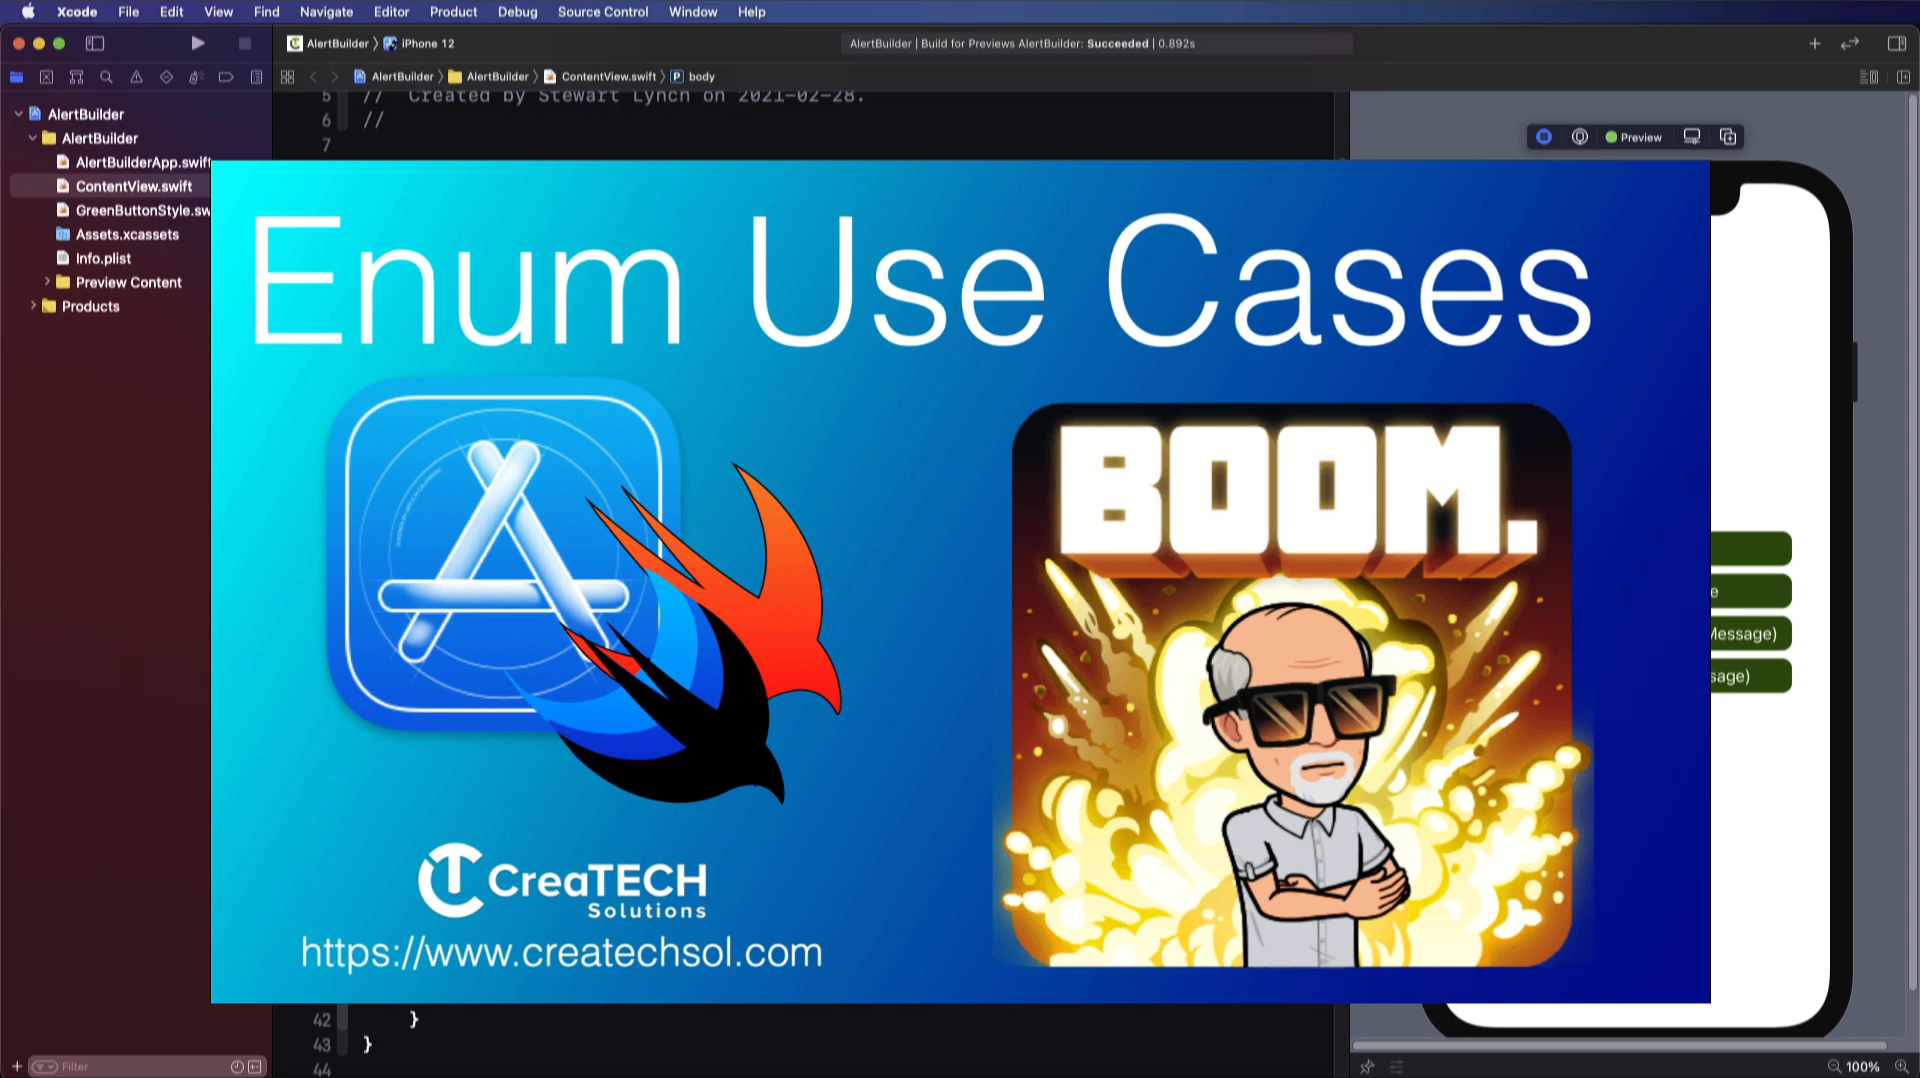 Xcode File Edit View Find Navigate Editor Product Debug Source Control Window Help
AlertBuilder iPhone 12
AlertBuilder | Build for Previews AlertBuilder: Succeeded | 0.892s
AlertBuilder AlertBuilder ContentView.swift P body
AlertBuilder
AlertBuilder
AlertBuilderApp.swift
ContentView.swift
GreenButtonStyle.sw
Assets.xcassets
Info.plist
Preview Content
Products
Filter
5 // Created by Stewart Lynch on 2021-02-28.
6 //
7
Preview
Enum Use Cases
BOOM.
CreaTECH
Solutions
https://www.createchsol.com
e
Message)
sage)
42 }
43 }
44
100%